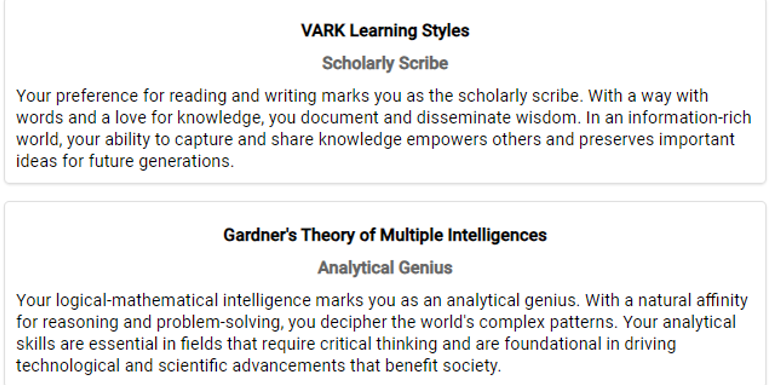 VARK Learning Styles
Scholarly Scribe
Your preference for reading and writing marks you as the scholarly scribe. With a way with
words and a love for knowledge, you document and disseminate wisdom. In an information-rich
world, your ability to capture and share knowledge empowers others and preserves important
ideas for future generations.
Gardner's Theory of Multiple Intelligences
Analytical Genius
Your logical-mathematical intelligence marks you as an analytical genius. With a natural affinity
for reasoning and problem-solving, you decipher the world's complex patterns. Your analytical
skills are essential in fields that require critical thinking and are foundational in driving
technological and scientific advancements that benefit society.